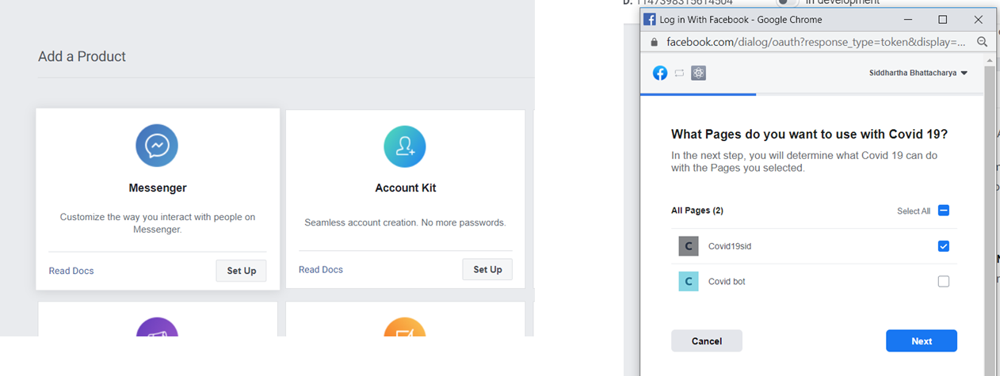 Add a Product
Messenger
Customize the way you interact with people on
Messenger.
Read Docs
Set Up
Account Kit
Seamless account creation. No more passwords.
Read Docs
Set Up
In development
Log in With Facebook - Google Chrome
facebook.com/dialog/oauth?response_type=token&display=...
Siddhartha Bhattacharya
What Pages do you want to use with Covid 19?
In the next step, you will determine what Covid 19 can do
with the Pages you selected.
All Pages (2)
Select All
C
Covid19sid
C
Covid bot
Cancel
Next